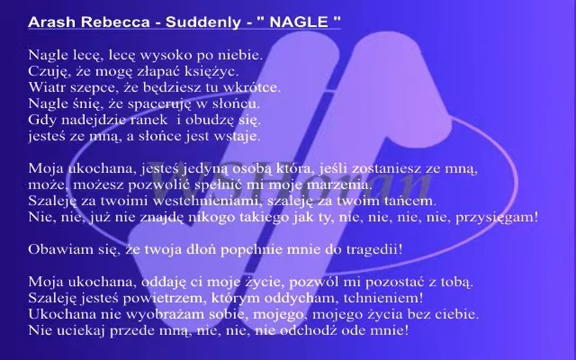 Arash Rebecca - Suddenly - " NAGLE "
Nagle lecę, lecę wysoko po niebie.
Czuję, że mogę złapać księżyc.
Wiatr szepce, że będziesz tu wkrótce.
Nagle śnię, że spaceruję w słońcu.
Gdy nadejdzie ranek i obudzę się.
jesteś ze mną, a słońce jest wstaje.
Moja ukochana, jesteś jedyną osobą która, jeśli zostaniesz ze mną,
może, możesz pozwolić spełnić mi moje marzenia.
Szaleję za twoimi westchnieniami, szaleję za twoim tańcem.
Nie, nie, już nie znajdę nikogo takiego jak ty, nie, nie, nie, nie, przysięgam!
Obawiam się, że twoja dłoń popchnie mnie do tragedii!
Moja ukochana, oddaję ci moje życie, pozwól mi pozostać z tobą.
Szaleję jesteś powietrzem, którym oddycham, tchnieniem!
Ukochana nie wyobrażam sobie, mojego, mojego życia bez ciebie.
Nie uciekaj przede mną, nie, nie, nie odchodź ode mnie!